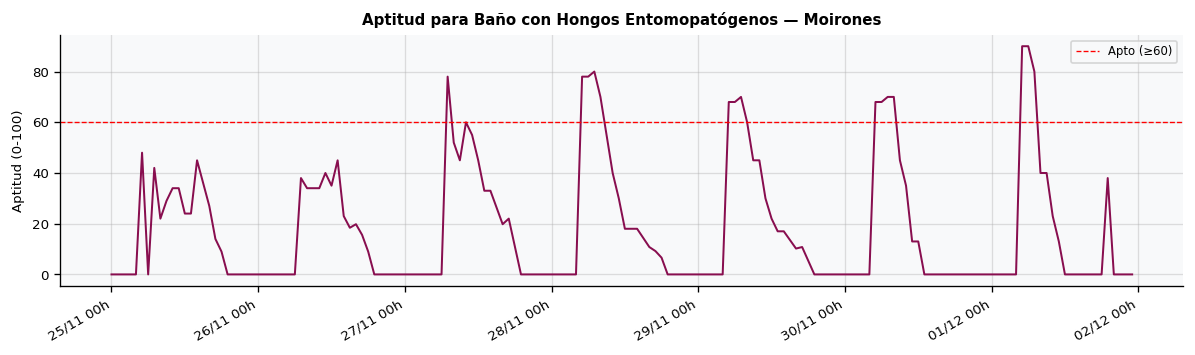 Aptitud para Baño con Hongos Entomopatógenos — Moirones
Apto (≥60)
Aptitud (0-100)
80
60
40
20
0
25/11 00h
26/11 00h
27/11 00h
28/11 00h
29/11 00h
30/11 00h
01/12 00h
02/12 00h